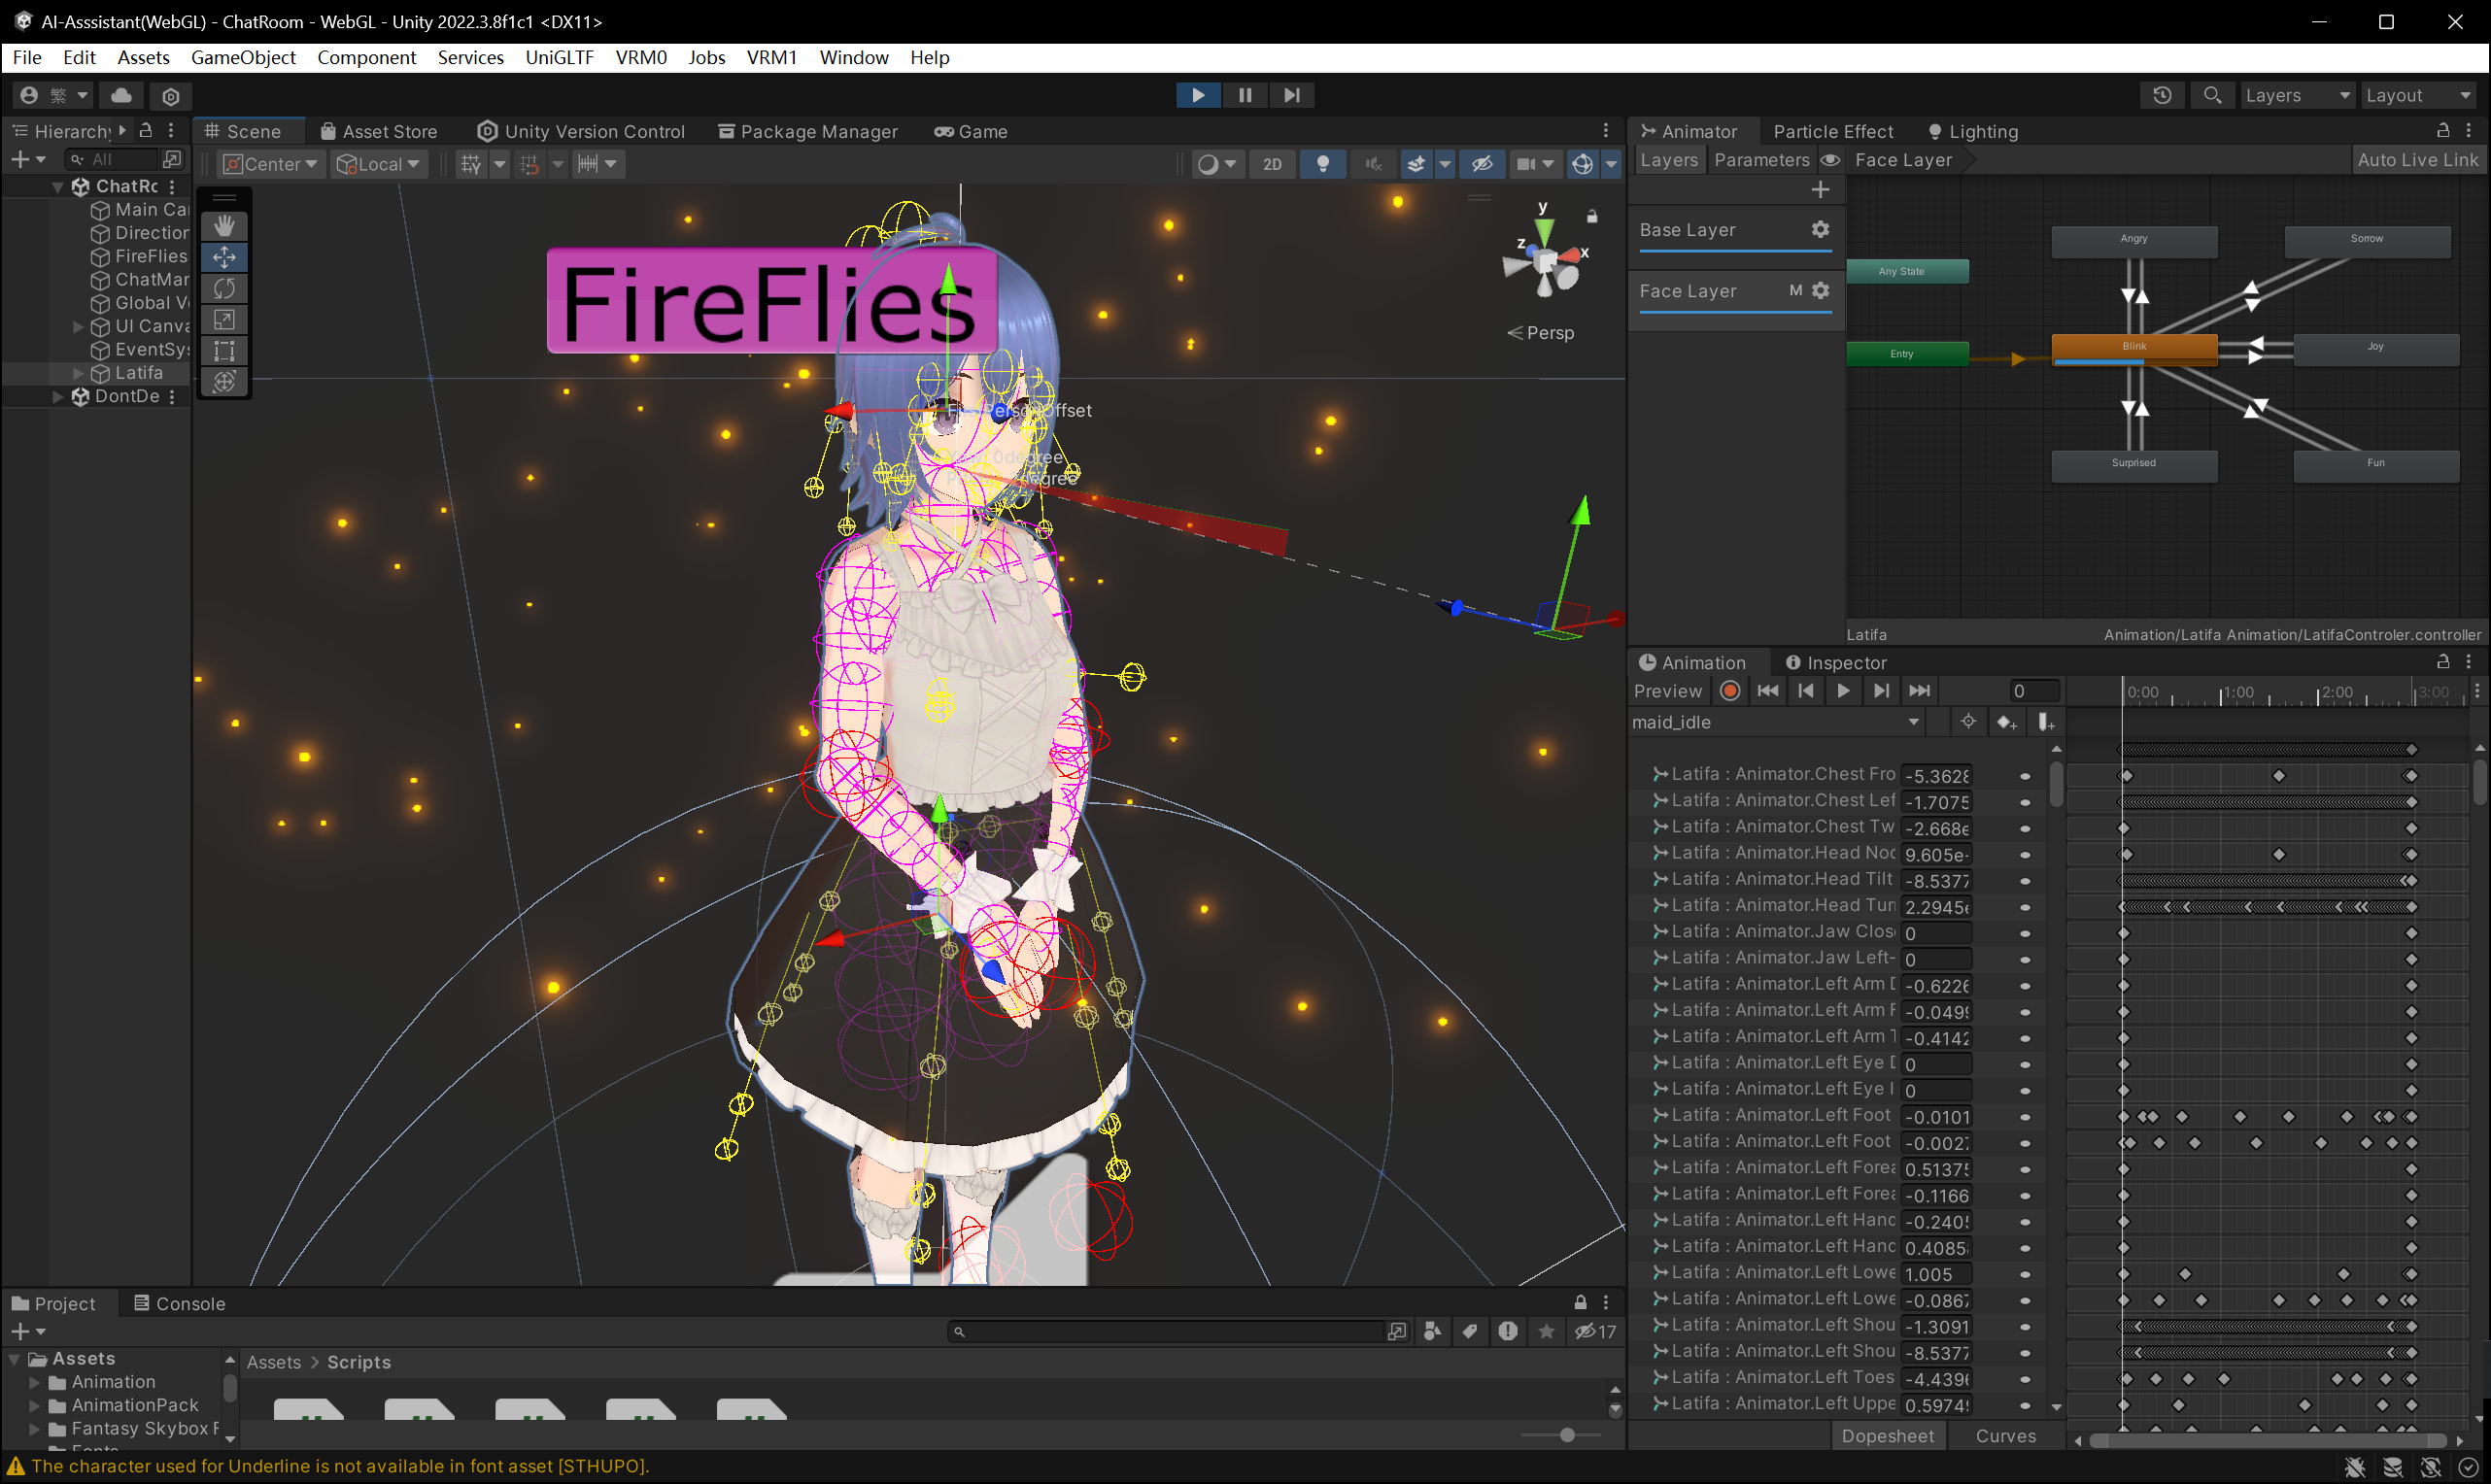 AI-Asssistant(WebGL) - ChatRoom - WebGL - Unity 2022.3.8f1c1 <DX11>
File Edit Assets GameObject Component Services UniGLTF VRM0 Jobs VRM1 Window Help
繁
Layers Layout
Hierarchy
Scene Asset Store Unity Version Control Package Manager Game
All
Center Local
2D
ChatRc
Main Ca
Direction
FireFlies
ChatMar
Global V
UI Canva
EventSys
Latifa
DontDe
FireFlies
y
z
x
Persp
0degree
Animator Particle Effect Lighting
Layers Parameters Face Layer Auto Live Link
Base Layer
Face Layer M
Angry
Sorrow
Any State
Entry
Blink
Joy
Surprised
Fun
Latifa Animation/Latifa Animation/LatifaControler.controller
Animation Inspector
Preview 0 0:00 1:00 2:00 3:00
maid_idle
Latifa : Animator.Chest Fro -5.3628
Latifa : Animator.Chest Lef -1.7075
Latifa : Animator.Chest Tw -2.668e
Latifa : Animator.Head Noc 9.605e-
Latifa : Animator.Head Tilt -8.5377
Latifa : Animator.Head Tur 2.2945e
Latifa : Animator.Jaw Clos 0
Latifa : Animator.Jaw Left- 0
Latifa : Animator.Left Arm D -0.6226
Latifa : Animator.Left Arm F -0.0499
Latifa : Animator.Left Arm T -0.4142
Latifa : Animator.Left Eye D 0
Latifa : Animator.Left Eye I 0
Latifa : Animator.Left Foot -0.0101
Latifa : Animator.Left Foot -0.0027
Latifa : Animator.Left Forea 0.51375
Latifa : Animator.Left Forea -0.1166
Latifa : Animator.Left Hanc -0.2405
Latifa : Animator.Left Hanc 0.4085
Latifa : Animator.Left Lowe 1.005
Latifa : Animator.Left Lowe -0.0867
Latifa : Animator.Left Shou -1.3091
Latifa : Animator.Left Shou -8.5377
Latifa : Animator.Left Toes -4.4396
Latifa : Animator.Left Uppe 0.59749
Dopesheet Curves
Project Console
17
Assets
Animation
AnimationPack
Fantasy Skybox F
Assets > Scripts
The character used for Underline is not available in font asset [STHUPO].